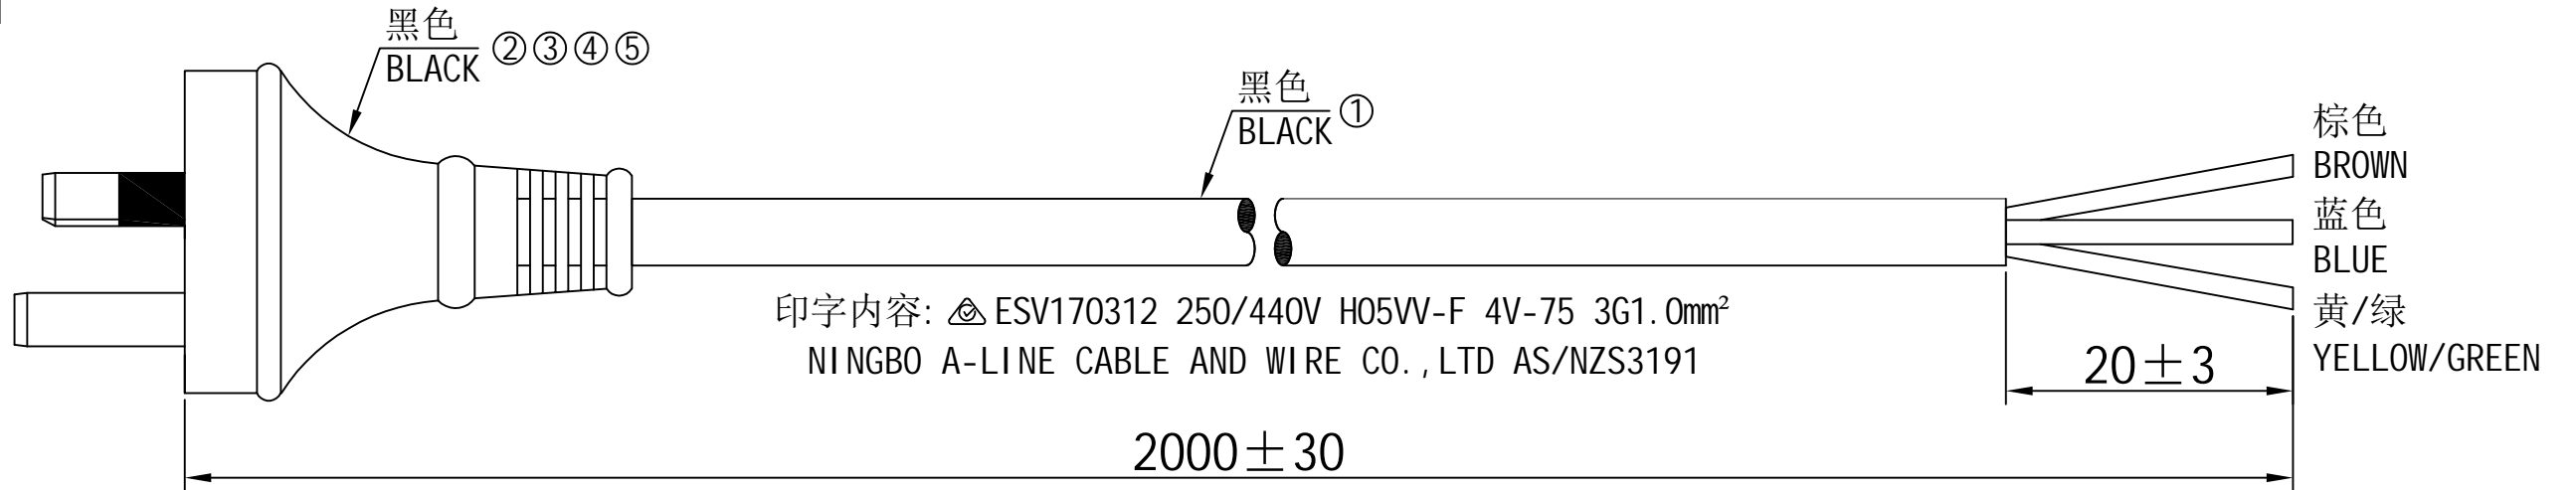 黑色
BLACK ②③④⑤
黑色
BLACK ①
棕色
BROWN
蓝色
BLUE
黄/绿
YELLOW/GREEN
印字内容: ESV170312 250/440V H05VV-F 4V-75 3G1.0mm²
NINGBO A-LINE CABLE AND WIRE CO.,LTD AS/NZS3191
20±3
2000±30